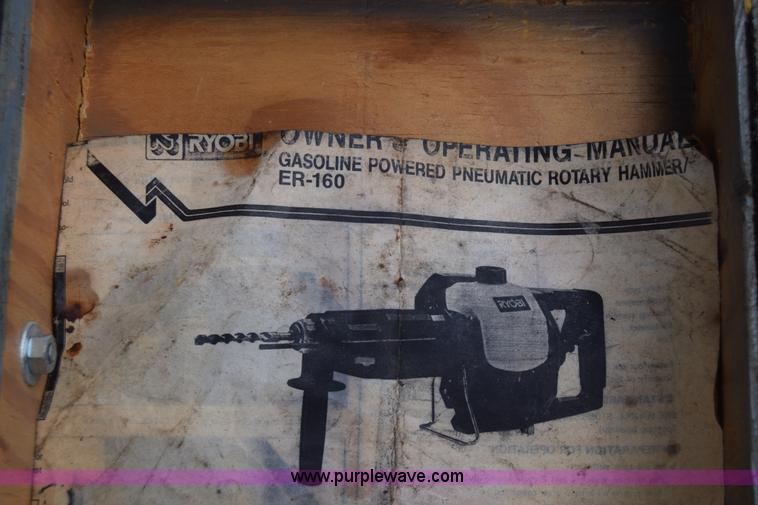 RYOBI OWNER'S OPERATING MANUAL
GASOLINE POWERED PNEUMATIC ROTARY HAMMER/
ER-160
RYOBI
www.purplewave.com